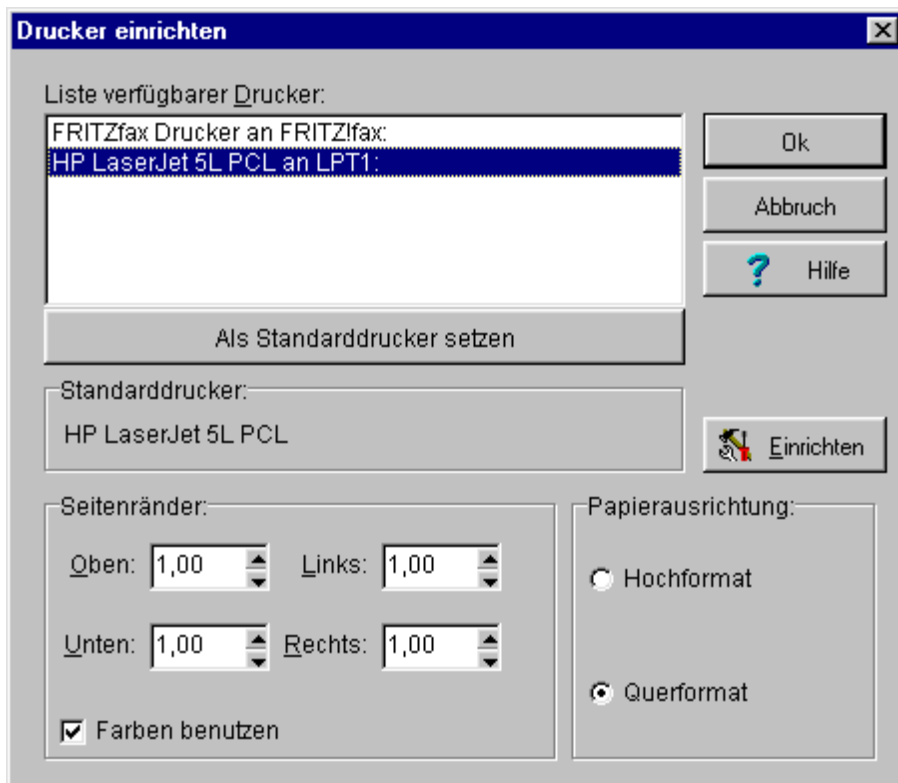 Drucker einrichten
Liste verfügbarer Drucker:
FRITZfax Drucker an FRITZ!fax:
HP LaserJet 5L PCL an LPT1:
Ok
Abbruch
? Hilfe
Als Standarddrucker setzen
Standarddrucker:
HP LaserJet 5L PCL
Einrichten
Seitenränder:
Oben: 1,00 Links: 1,00
Unten: 1,00 Rechts: 1,00
Farben benutzen
Papierausrichtung:
Hochformat
Querformat